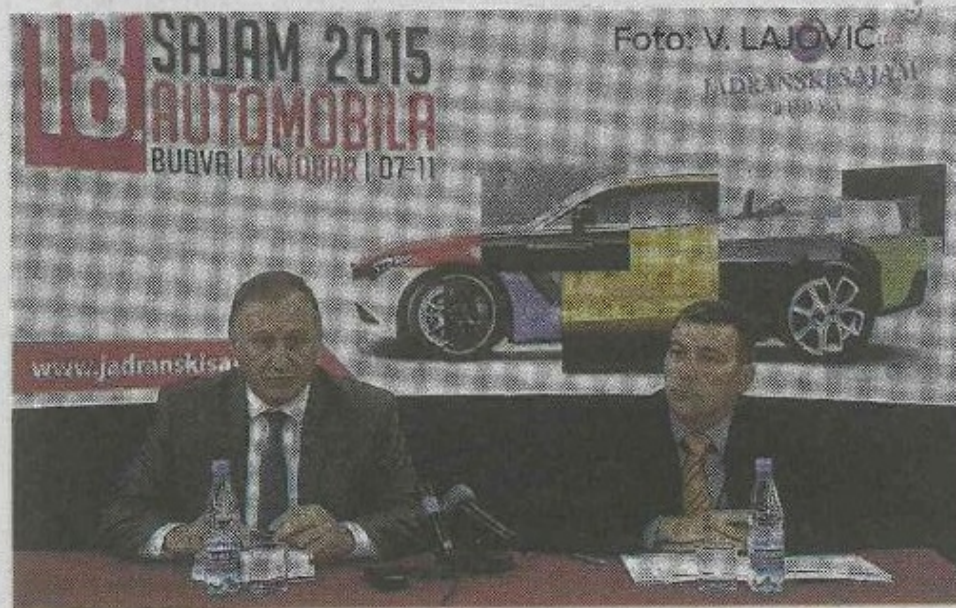 18.
SAJAM 2015
AUTOMOBILA
BUDVA | OKTOBAR | 07-11
Foto: V. LAJOVIĆ
JADRANSKI SAJAM
www.jadranskisa